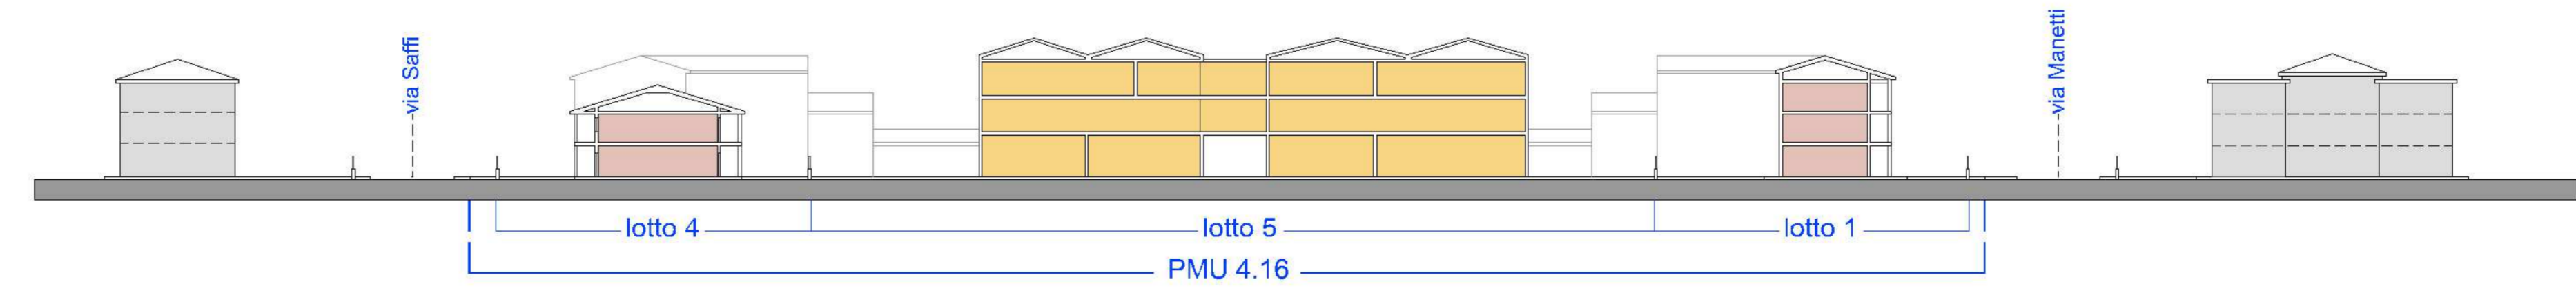 via Saffi
via Manetti
lotto 4
lotto 5
lotto 1
PMU 4.16